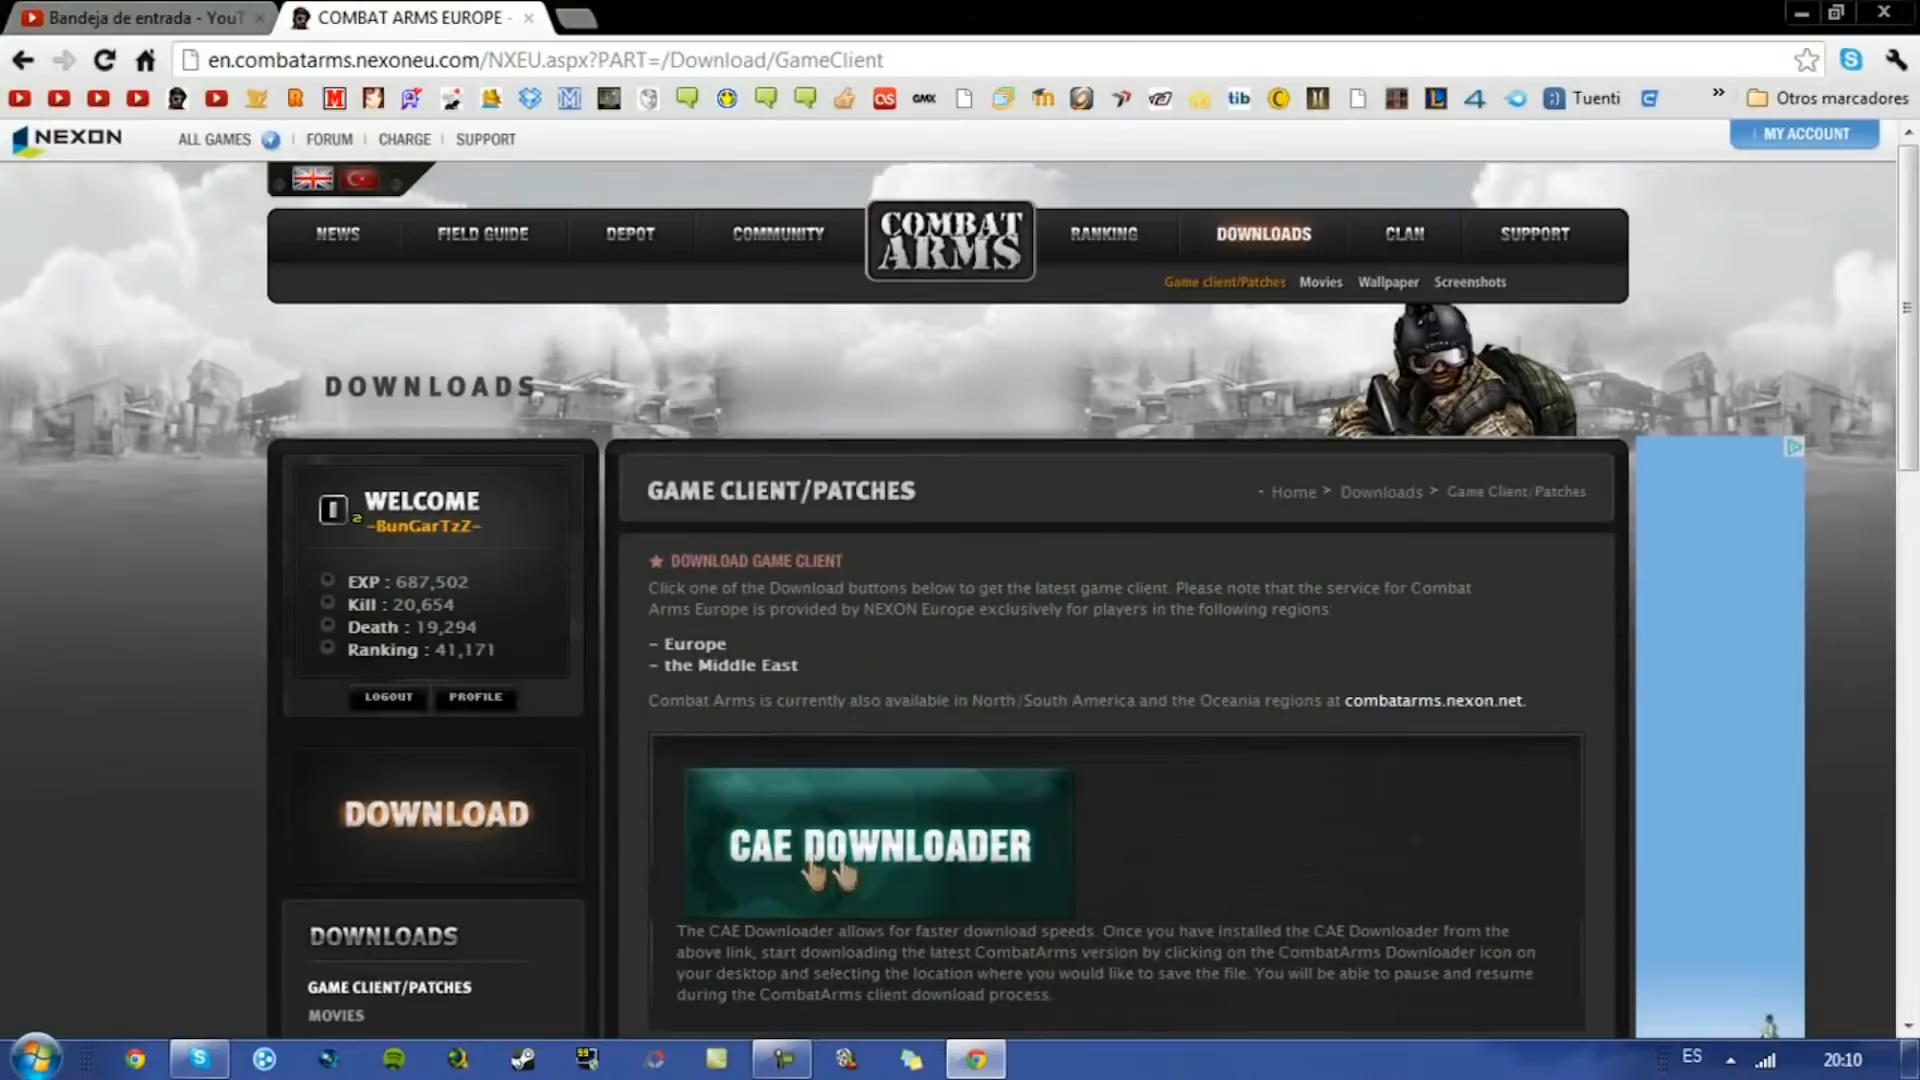 Bandeja de entrada - YouT
COMBAT ARMS EUROPE -
en.combatarms.nexoneu.com/NXEU.aspx?PART=/Download/GameClient
tib
Tuenti
Otros marcadores
NEXON
ALL GAMES
FORUM
CHARGE
SUPPORT
MY ACCOUNT
NEWS
FIELD GUIDE
DEPOT
COMMUNITY
COMBAT
ARMS
RANKING
DOWNLOADS
CLAN
SUPPORT
Game client/Patches
Movies
Wallpaper
Screenshots
DOWNLOADS
WELCOME
-BunGarTzZ-
EXP : 687,502
Kill : 20,654
Death : 19,294
Ranking : 41,171
LOGOUT
PROFILE
DOWNLOAD
DOWNLOADS
GAME CLIENT/PATCHES
MOVIES
GAME CLIENT/PATCHES
- Home > Downloads > Game Client/Patches
DOWNLOAD GAME CLIENT
Click one of the Download buttons below to get the latest game client. Please note that the service for Combat
Arms Europe is provided by NEXON Europe exclusively for players in the following regions:
- Europe
- the Middle East
Combat Arms is currently also available in North/South America and the Oceania regions at combatarms.nexon.net.
CAE DOWNLOADER
The CAE Downloader allows for faster download speeds. Once you have installed the CAE Downloader from the
above link, start downloading the latest CombatArms version by clicking on the CombatArms Downloader icon on
your desktop and selecting the location where you would like to save the file. You will be able to pause and resume
during the CombatArms client download process.
ES
20:10